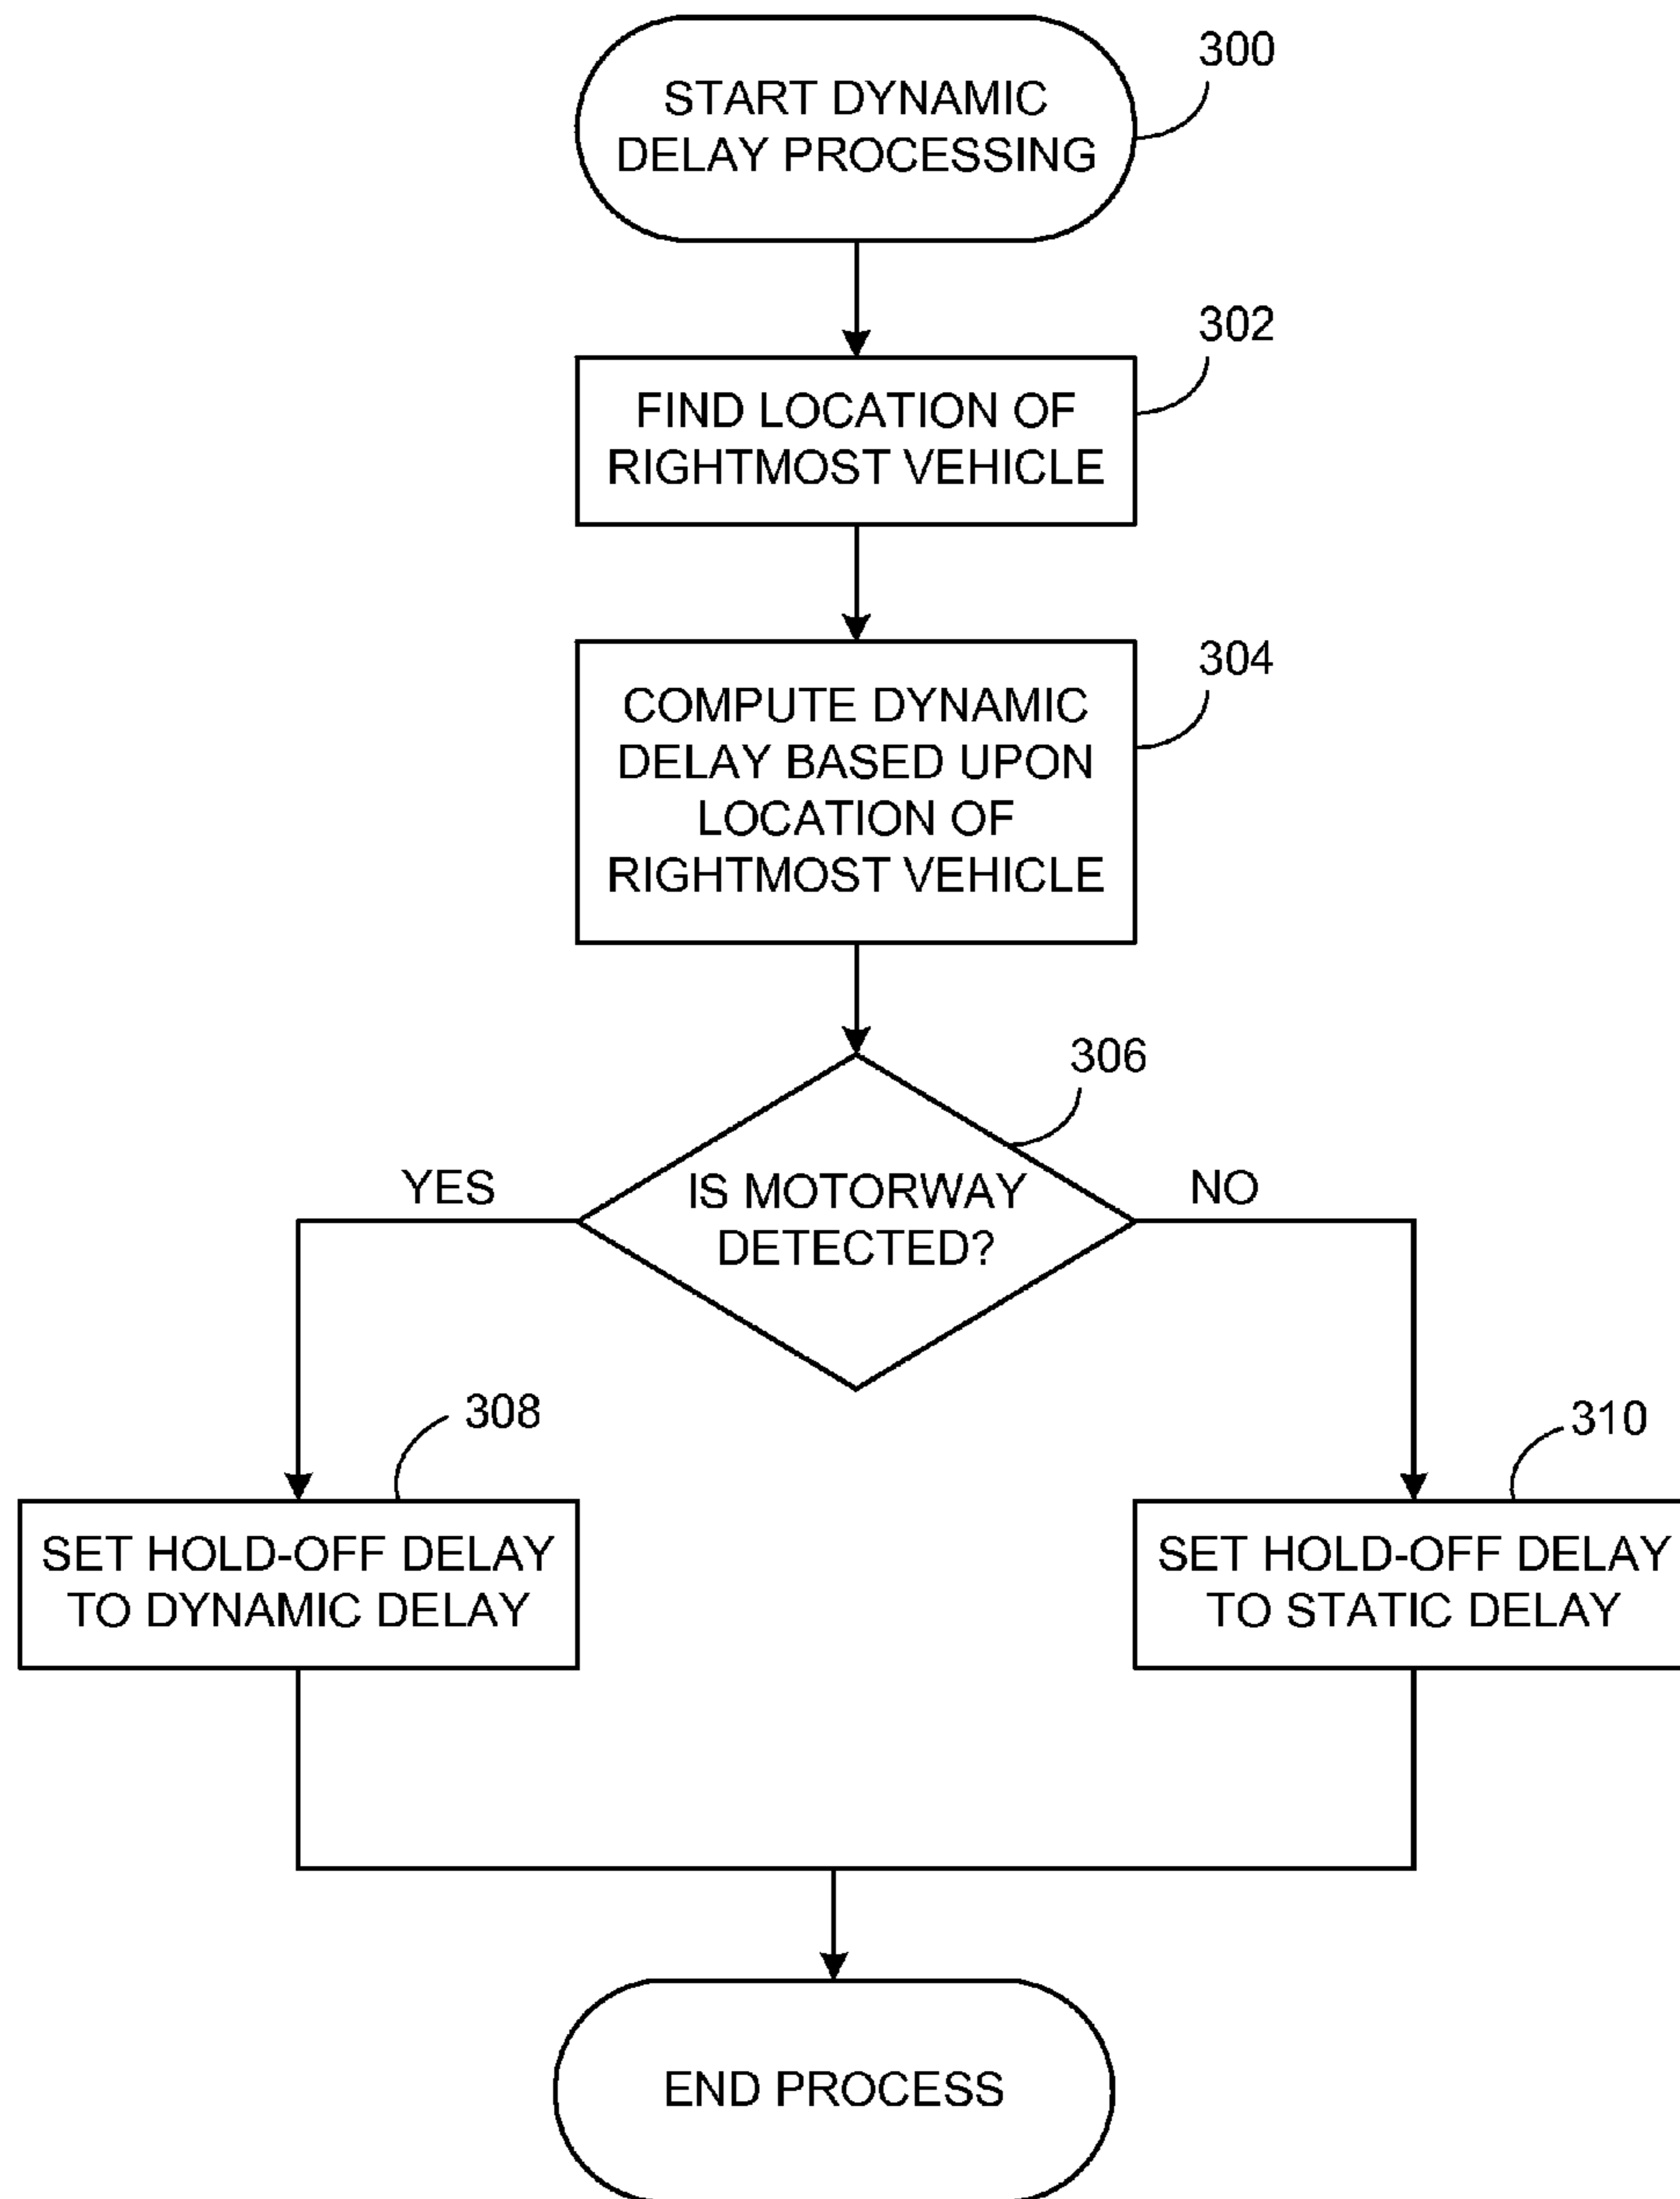 START DYNAMIC
DELAY PROCESSING
300
FIND LOCATION OF
RIGHTMOST VEHICLE
302
COMPUTE DYNAMIC
DELAY BASED UPON
LOCATION OF
RIGHTMOST VEHICLE
304
306
YES
IS MOTORWAY
DETECTED?
NO
308
SET HOLD-OFF DELAY
TO DYNAMIC DELAY
310
SET HOLD-OFF DELAY
TO STATIC DELAY
END PROCESS